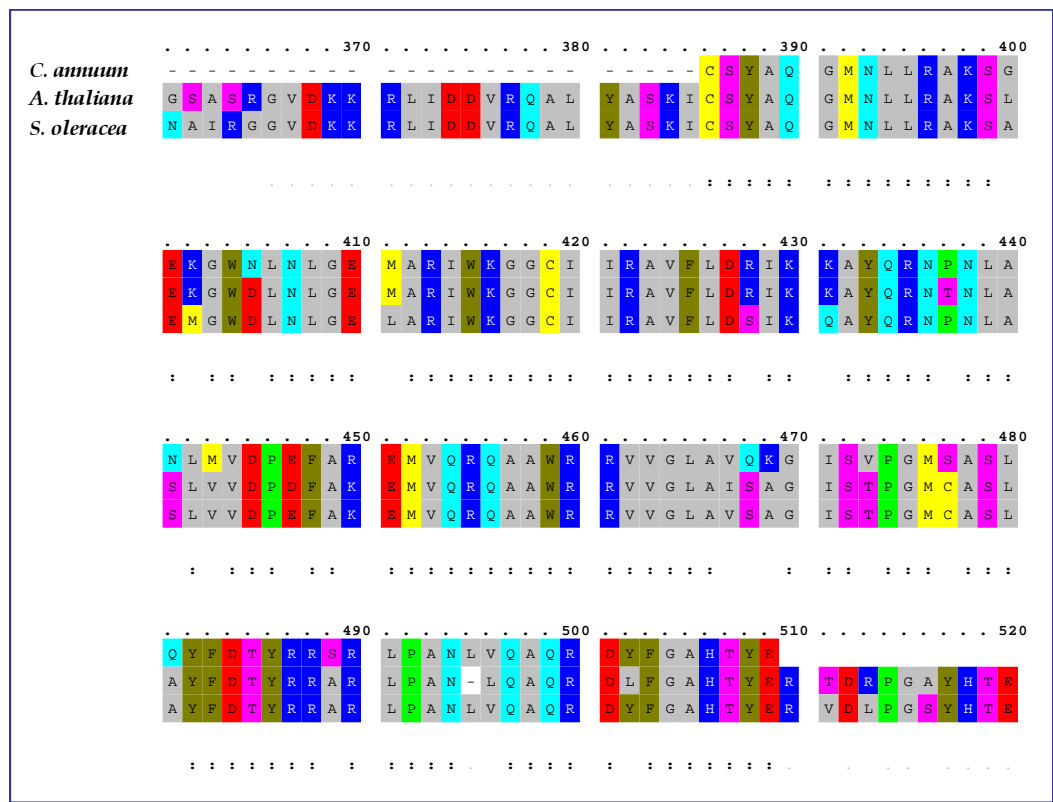 . . . . . . . . . 370 . . . . . . . . . 380 . . . . . . . . . 390 . . . . . . . . . 400
C. annuum - - - - - - - - - - - - - - - - - - - - - - - - - C S Y A Q G M N L L R A K S G
A. thaliana G S A S R G V D K K R L I D D V R Q A L Y A S K I C S Y A Q G M N L L R A K S L
S. oleracea N A I R G G V D K K R L I D D V R Q A L Y A S K I C S Y A Q G M N L L R A K S A
. . . . . . . . . . . . . . . . . . . . : : : : : : : : : : : : : :
. . . . . . . . . 410 . . . . . . . . . 420 . . . . . . . . . 430 . . . . . . . . . 440
E K G W N L N L G E M A R I W K G G C I I R A V F L D R I K K A Y Q R N P N L A
E K G W D L N L G E M A R I W K G G C I I R A V F L D R I K K A Y Q R N T N L A
E M G W D L N L G E L A R I W K G G C I I R A V F L D S I K Q A Y Q R N P N L A
: : : : : : : : : : : : : : : : : : : : : : : : : : : : : : : : : :
. . . . . . . . . 450 . . . . . . . . . 460 . . . . . . . . . 470 . . . . . . . . . 480
N L M V D P E F A R E M V Q R Q A A W R R V V G L A V Q K G I S V P G M S A S L
S L V V D P D F A K E M V Q R Q A A W R R V V G L A I S A G I S T P G M C A S L
S L V V D P E F A K E M V Q R Q A A W R R V V G L A V S A G I S T P G M C A S L
: : : : : : : : : : : : : : : : : : : : : : : : : : : : : : :
. . . . . . . . . 490 . . . . . . . . . 500 . . . . . . . . . 510 . . . . . . . . . 520
Q Y F D T Y R R S R L P A N L V Q A Q R D Y F G A H T Y E
A Y F D T Y R R A R L P A N - L Q A Q R D L F G A H T Y E R T D R P G A Y H T E
A Y F D T Y R R A R L P A N L V Q A Q R D Y F G A H T Y E R V D L P G S Y H T E
: : : : : : : : : : : : . : : : : : : : : : : : : . . . . . . . .